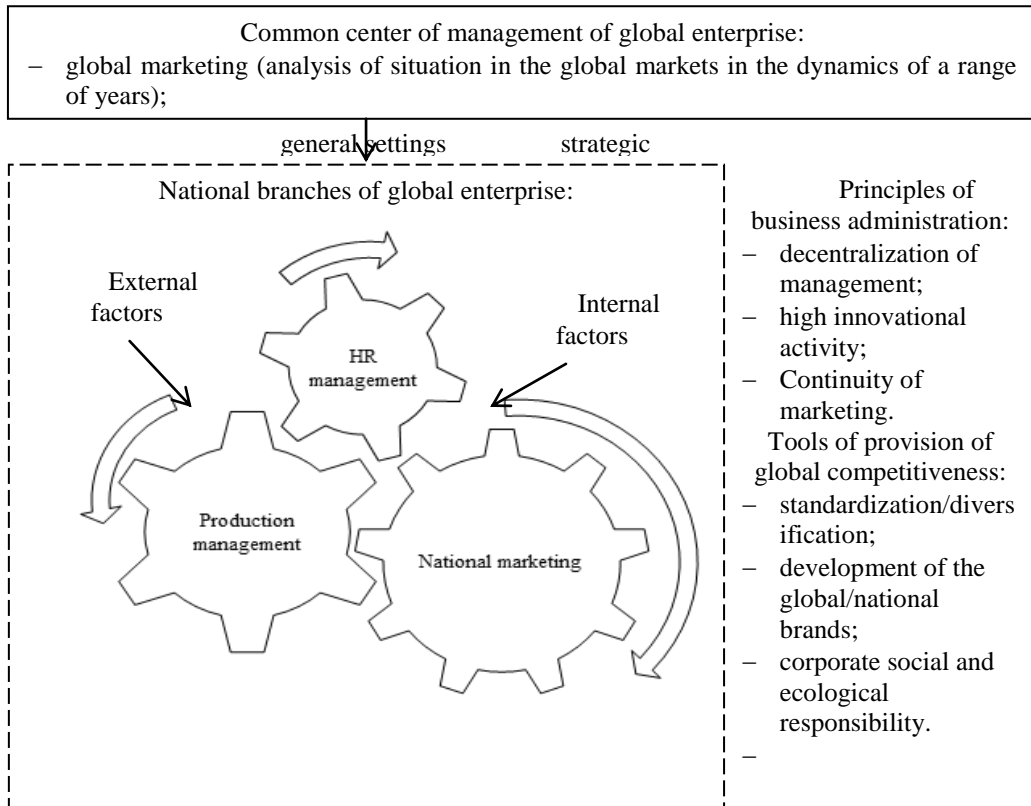 Common center of management of global enterprise:
– global marketing (analysis of situation in the global markets in the dynamics of a range
of years);
general settings strategic
National branches of global enterprise:
External
factors
Internal
factors
HR
management
Production
management
National marketing
Principles of
business administration:
– decentralization of
management;
– high innovational
activity;
– Continuity of
marketing.
Tools of provision of
global competitiveness:
– standardization/divers
ification;
– development of the
global/national
brands;
– corporate social and
ecological
responsibility.
–